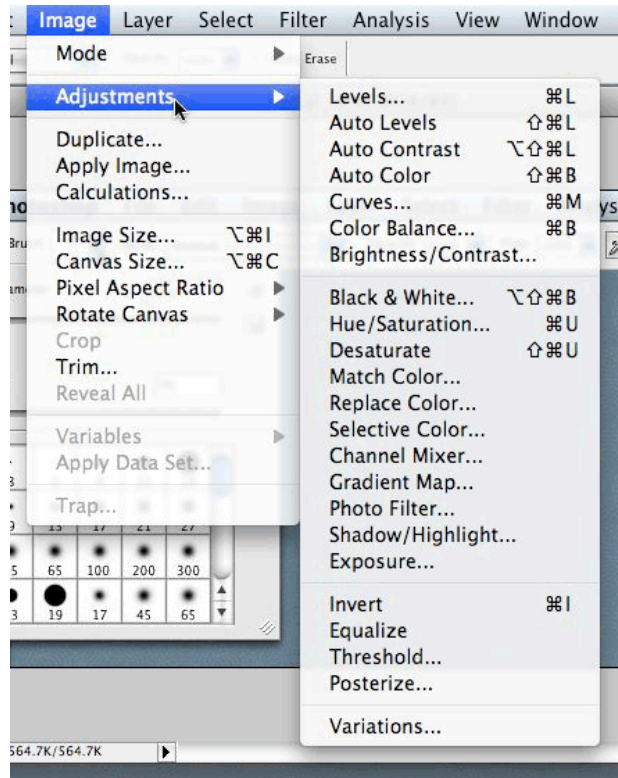 Image Layer Select Filter Analysis View Window
Mode
Erase
Adjustments
Duplicate...
Apply Image...
Calculations...
Image Size... ⌥⌘I
Canvas Size... ⌥⌘C
Pixel Aspect Ratio
Rotate Canvas
Crop
Trim...
Reveal All
Variables
Apply Data Set...
Trap...
Levels... ⌘L
Auto Levels ⇧⌘L
Auto Contrast ⌥⇧⌘L
Auto Color ⇧⌘B
Curves... ⌘M
Color Balance... ⌘B
Brightness/Contrast...
Black & White... ⌥⇧⌘B
Hue/Saturation... ⌘U
Desaturate ⇧⌘U
Match Color...
Replace Color...
Selective Color...
Channel Mixer...
Gradient Map...
Photo Filter...
Shadow/Highlight...
Exposure...
Invert ⌘I
Equalize
Threshold...
Posterize...
Variations...
13 17 21 27
65 100 200 300
19 17 45 65
564.7K/564.7K